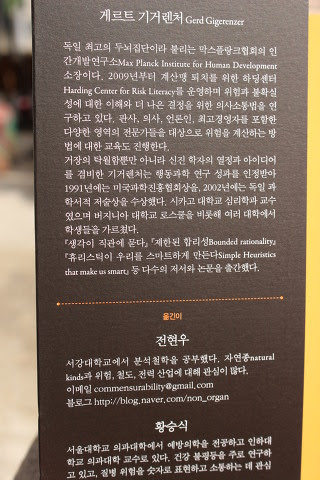 게르트 기거렌처 Gerd Gigerenzer
독일 최고의 두뇌집단이라 불리는 막스플랑크협회의 인
간개발연구소Max Planck Institute for Human Development
소장이다. 2009년부터 계산맹 퇴치를 위한 하딩센터
Harding Center for Risk Literacy를 운영하며 위험과 불확실
성에 대한 이해와 더 나은 결정을 위한 의사소통법을 연
구하고 있다. 판사, 의사, 언론인, 최고경영자를 포함한
다양한 영역의 전문가들을 대상으로 위험을 계산하는 방
법에 대한 교육도 진행한다.
거장의 탁월함뿐만 아니라 신진 학자의 열정과 아이디어
를 겸비한 기거렌처는 행동과학 연구 성과를 인정받아
1991년에는 미국과학진흥협회상을, 2002년에는 독일 과
학서적 저술상을 수상했다. 시카고 대학교 심리학과 교수
였으며 버지니아 대학교 로스쿨을 비롯해 여러 대학에서
학생들을 가르쳤다.
『생각이 직관에 묻다』, 『제한된 합리성Bounded rationality』,
『휴리스틱이 우리를 스마트하게 만든다Simple Heuristics
that make us smart』 등 다수의 저서와 논문을 출간했다.
옮긴이
전현우
서강대학교에서 분석철학을 공부했다. 자연종natural
kinds과 위험, 철도, 전력 산업에 대해 관심이 많다.
이메일 commensurability@gmail.com
블로그 http://blog.naver.com/non_organ
황승식
서울대학교 의과대학에서 예방의학을 전공하고 인하대
학교 의과대학 교수로 있다. 건강 불평등을 주로 연구하
고 있고, 질병 위험을 숫자로 표현하고 소통하는 데 관심